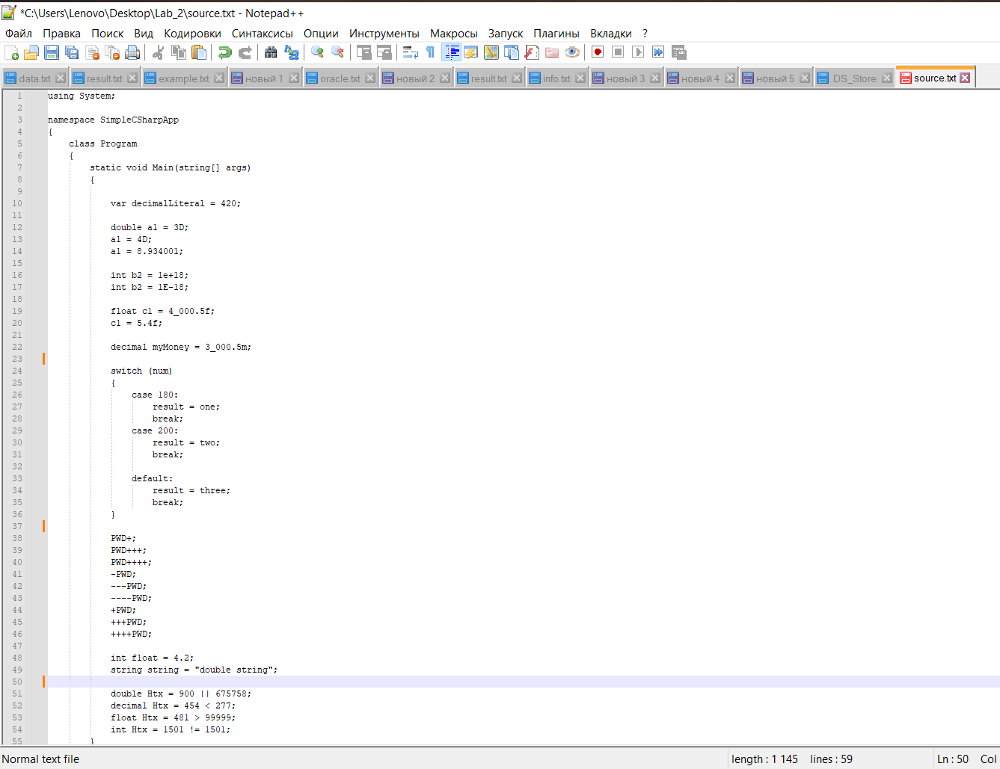 *C:\Users\Lenovo\Desktop\Lab_2\source.txt - Notepad++
Файл Правка Поиск Вид Кодировки Синтаксисы Опции Инструменты Макросы Запуск Плагины Вкладки ?
data.txt result.txt example.txt новый 1 oracle.txt новый 2 result.txt info.txt новый 3 новый 4 новый 5 .DS_Store source.txt
1 using System;
2
3 namespace SimpleCSharpApp
4 {
5 class Program
6 {
7 static void Main(string[] args)
8 {
9
10 var decimalLiteral = 420;
11
12 double a1 = 3D;
13 a1 = 4D;
14 a1 = 8.934001;
15
16 int b2 = 1e+18;
17 int b2 = 1E-18;
18
19 float c1 = 4_000.5f;
20 c1 = 5.4f;
21
22 decimal myMoney = 3_000.5m;
23
24 switch (num)
25 {
26 case 180:
27 result = one;
28 break;
29 case 200:
30 result = two;
31 break;
32
33 default:
34 result = three;
35 break;
36 }
37
38 PWD+;
39 PWD+++;
40 PWD++++;
41 -PWD;
42 ---PWD;
43 ----PWD;
44 +PWD;
45 +++PWD;
46 ++++PWD;
47
48 int float = 4.2;
49 string string = "double string";
50
51 double Htx = 900 || 675758;
52 decimal Htx = 454 < 277;
53 float Htx = 481 > 99999;
54 int Htx = 1501 != 1501;
55 }
Normal text file length : 1 145 lines : 59 Ln : 50 Col